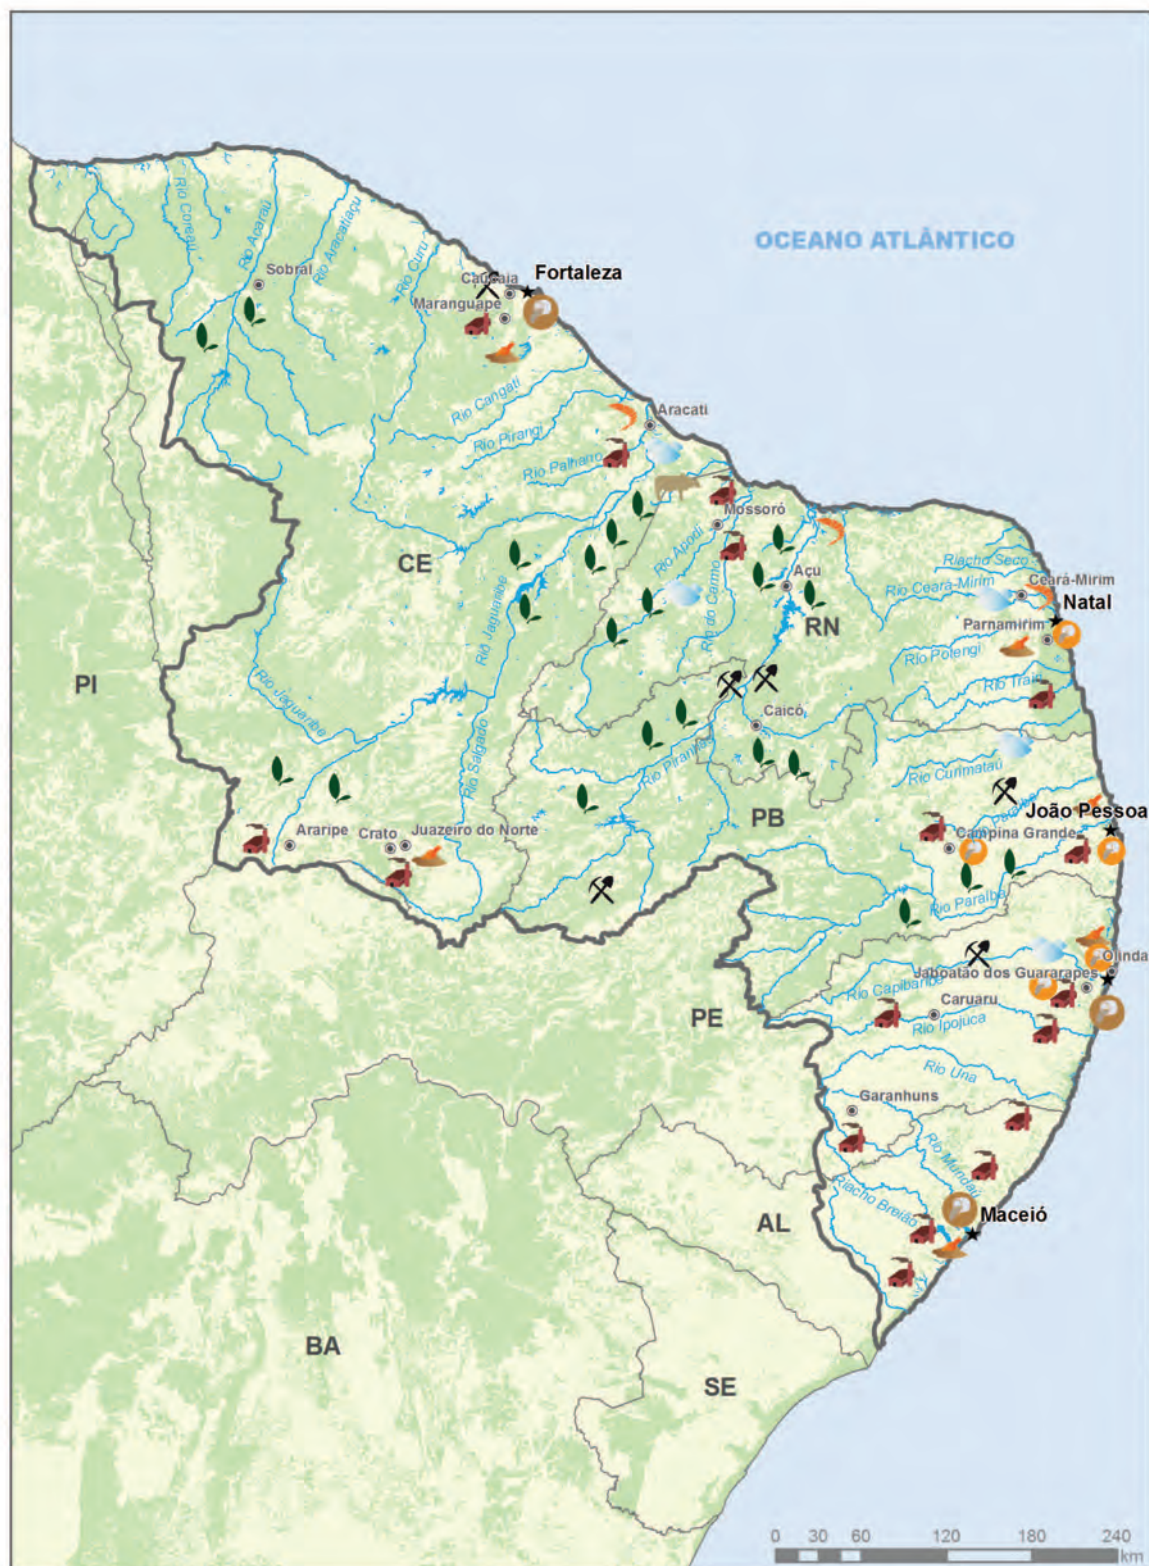 OCEANO ATLÂNTICO
Rio Coreaú
Rio Acaraú
Rio Aracatiaçu
Rio Curu
Sobral
Caucaia
Fortaleza
Maranguape
Rio Cangati
Aracati
Rio Pirangi
Rio Palharro
Mossoró
CE
Rio Apodi
Rio do Carmo
Açu
Riacho Seco
Rio Ceará-Mirim
Ceará-Mirim
Natal
Parnamirim
RN
Rio Jaguaribe
Rio Potengi
Rio Trairi
PI
Rio Jaguaribe
Caicó
Rio Salgado
Rio Piranhas
Rio Curimataú
PB
João Pessoa
Araripe
Crato
Juazeiro do Norte
Campina Grande
Rio Paraíba
Olinda
Jaboatão dos Guararapes
Rio Capibaribe
PE
Caruaru
Rio Ipojuca
Rio Una
Garanhuns
Rio Mundaú
Riacho Breião
Maceió
AL
BA
SE
0 30 60 120 180 240
km